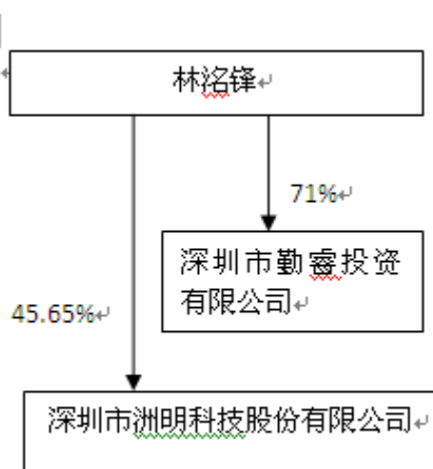 林洺锋
71%
深圳市勤睿投资
有限公司
45.65%
深圳市洲明科技股份有限公司